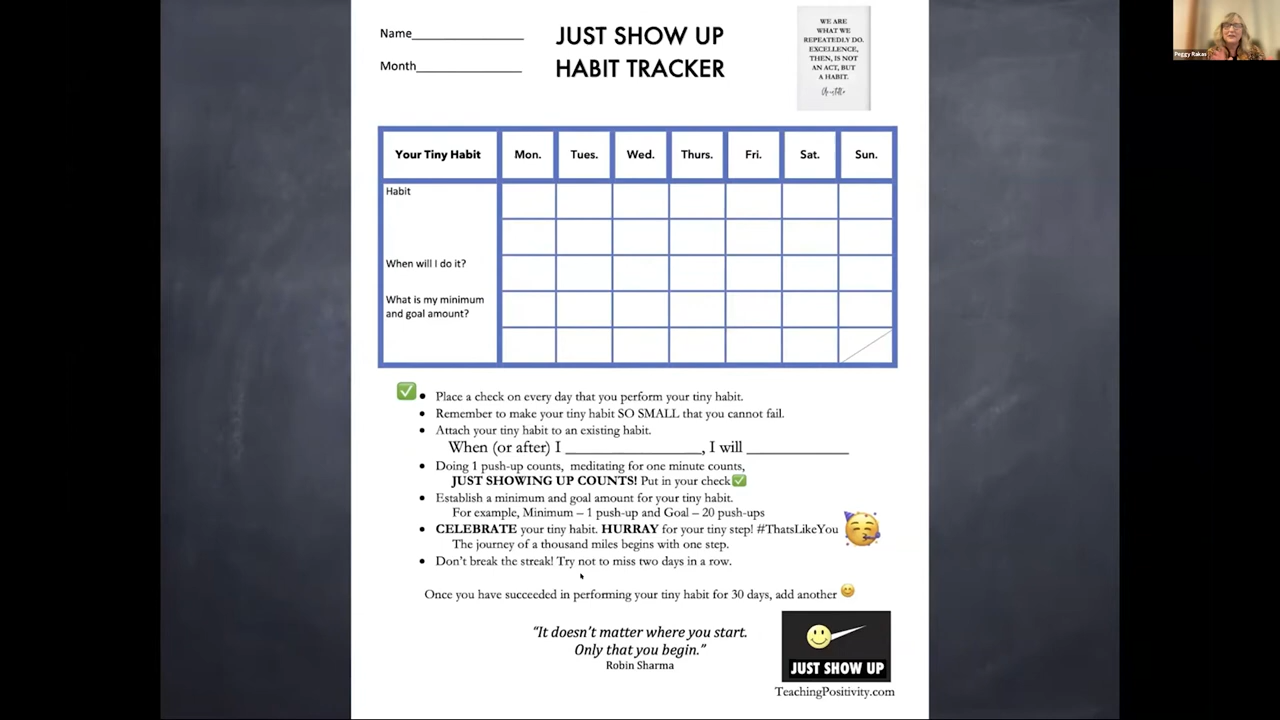 Name______________
Month______________
JUST SHOW UP
HABIT TRACKER
WE ARE
WHAT WE
REPEATEDLY DO.
EXCELLENCE,
THEN, IS NOT
AN ACT, BUT
A HABIT.
Aristotle
Peggy Rakas
Your Tiny Habit Mon. Tues. Wed. Thurs. Fri. Sat. Sun.
Habit
When will I do it?
What is my minimum
and goal amount?
✅ • Place a check on every day that you perform your tiny habit.
• Remember to make your tiny habit SO SMALL that you cannot fail.
• Attach your tiny habit to an existing habit.
When (or after) I ________________, I will ____________
• Doing 1 push-up counts, meditating for one minute counts,
JUST SHOWING UP COUNTS! Put in your check✅
• Establish a minimum and goal amount for your tiny habit.
For example, Minimum – 1 push-up and Goal – 20 push-ups
• CELEBRATE your tiny habit. HURRAY for your tiny step! #ThatsLikeYou
The journey of a thousand miles begins with one step.
• Don’t break the streak! Try not to miss two days in a row.
Once you have succeeded in performing your tiny habit for 30 days, add another 😊
“It doesn’t matter where you start.
Only that you begin.”
Robin Sharma
JUST SHOW UP
TeachingPositivity.com